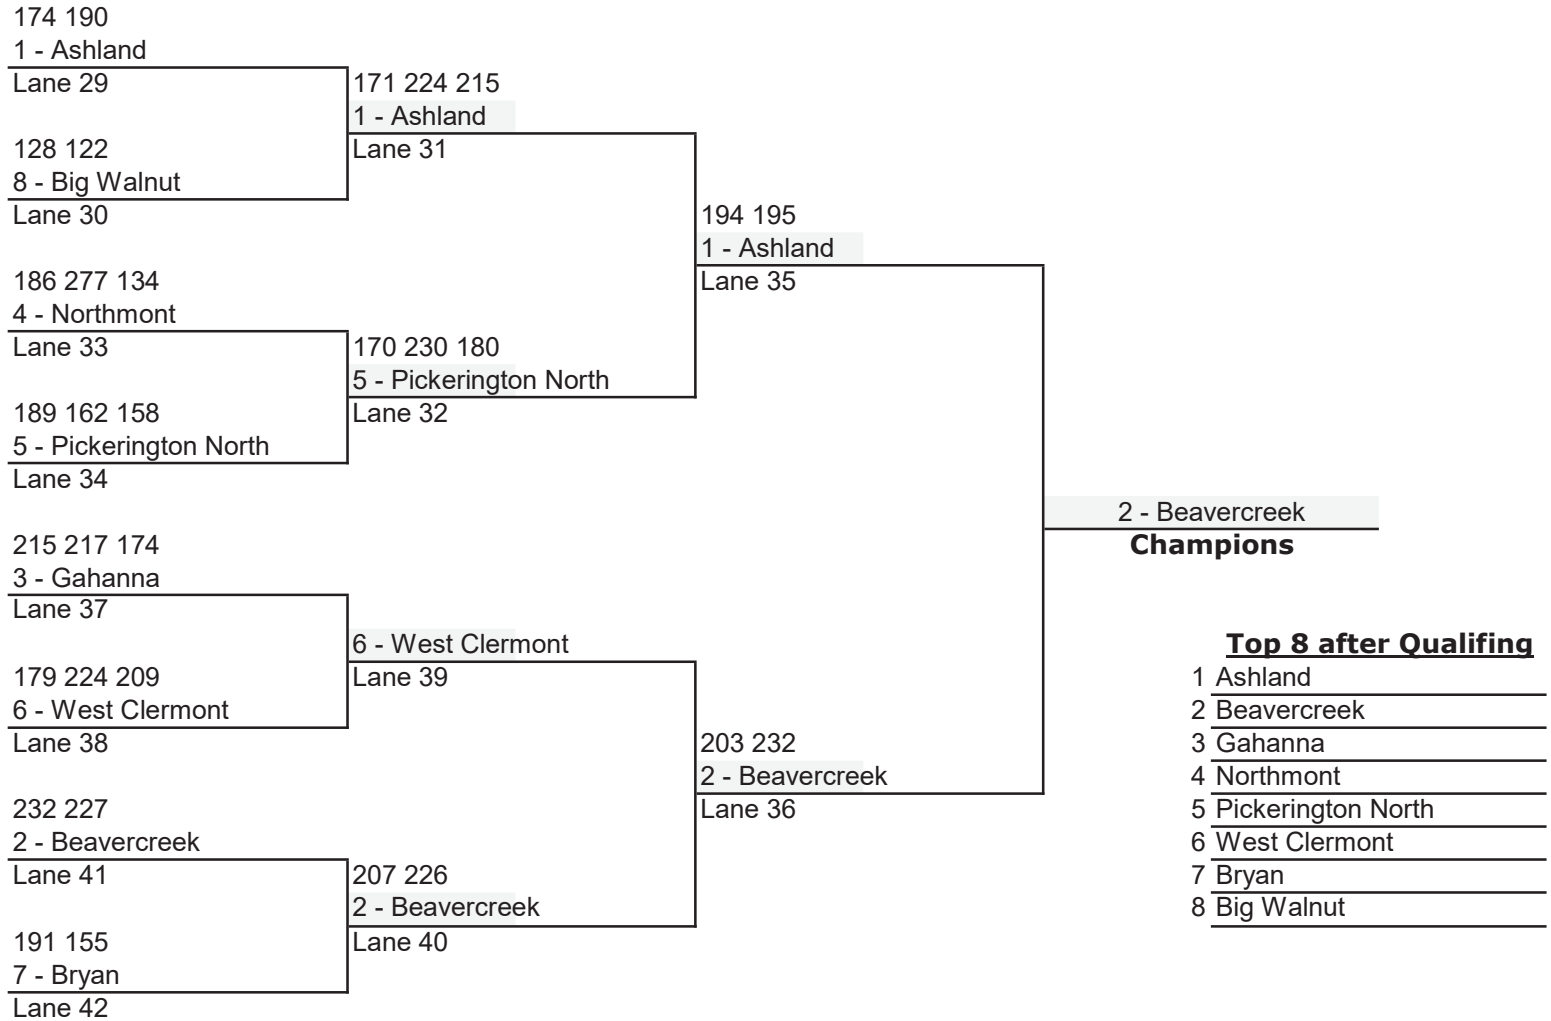 174 190
1 - Ashland
Lane 29
128 122
8 - Big Walnut
Lane 30
186 277 134
4 - Northmont
Lane 33
189 162 158
5 - Pickerington North
Lane 34
215 217 174
3 - Gahanna
Lane 37
179 224 209
6 - West Clermont
Lane 38
232 227
2 - Beavercreek
Lane 41
191 155
7 - Bryan
Lane 42
171 224 215
1 - Ashland
Lane 31
170 230 180
5 - Pickerington North
Lane 32
6 - West Clermont
Lane 39
207 226
2 - Beavercreek
Lane 40
194 195
1 - Ashland
Lane 35
203 232
2 - Beavercreek
Lane 36
2 - Beavercreek
Champions
Top 8 after Qualifing
1 Ashland
2 Beavercreek
3 Gahanna
4 Northmont
5 Pickerington North
6 West Clermont
7 Bryan
8 Big Walnut